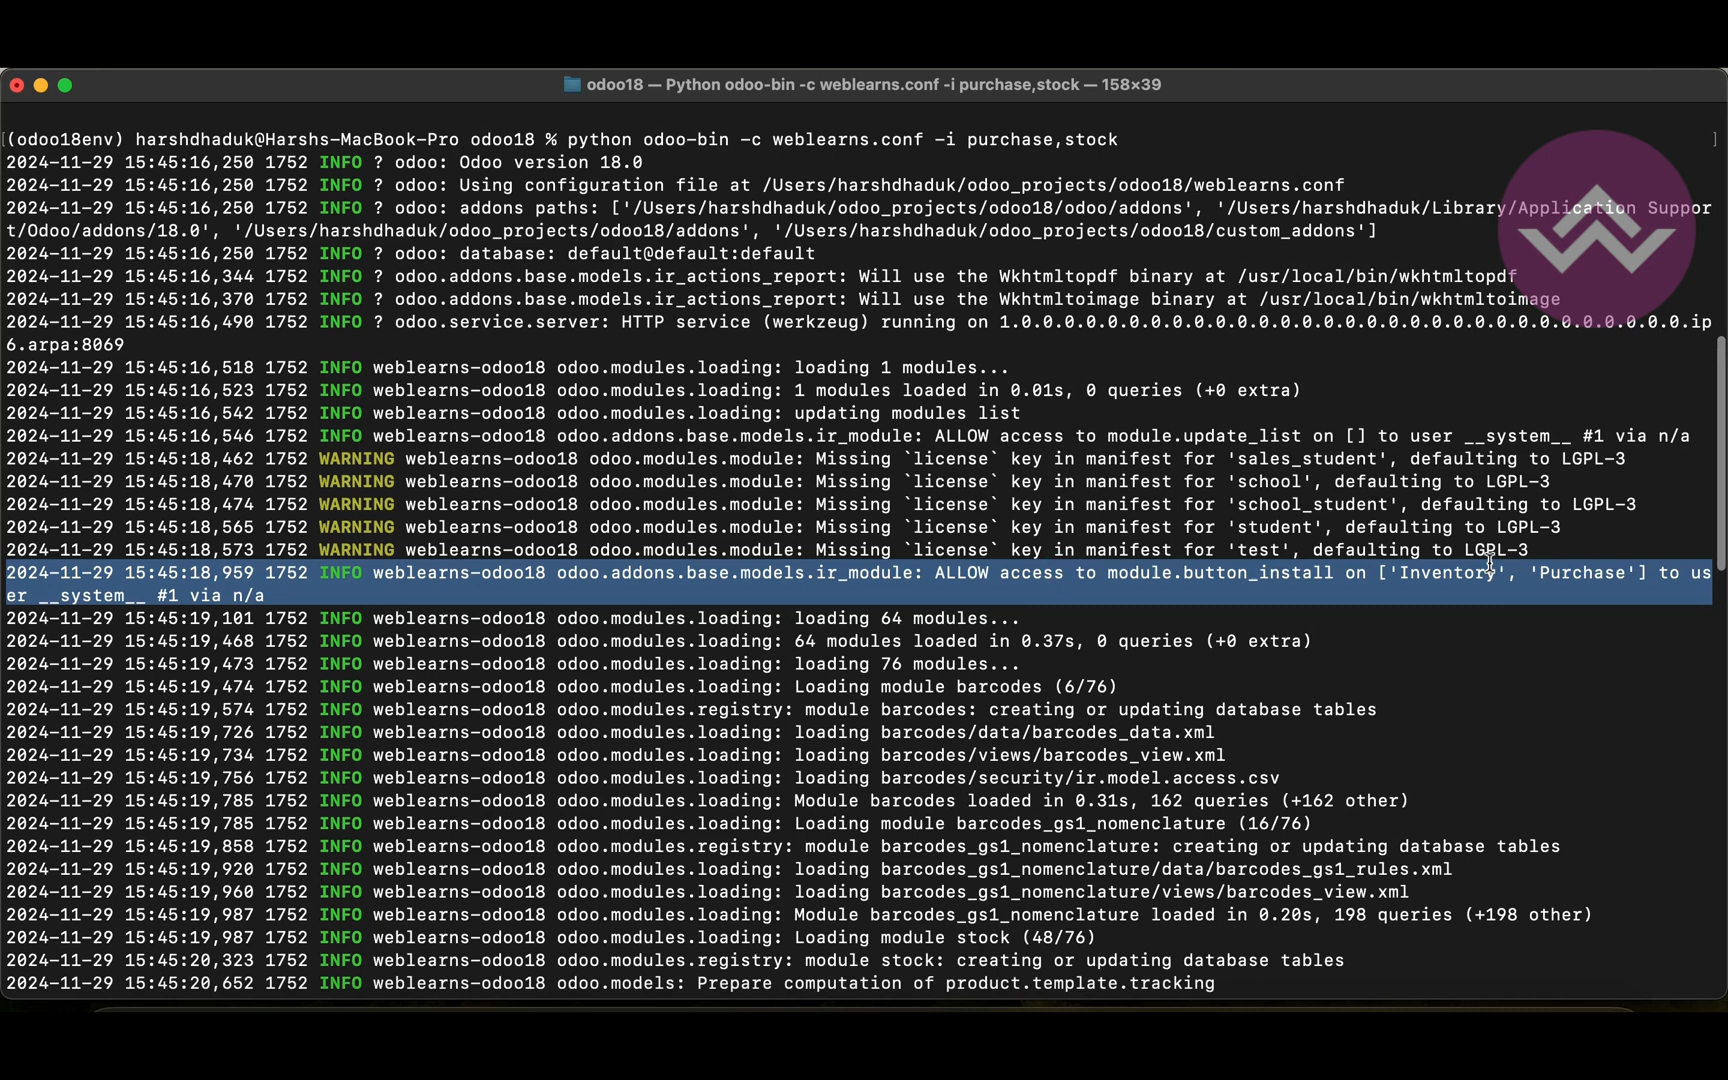 odoo18 — Python odoo-bin -c weblearns.conf -i purchase,stock — 158×39
[(odoo18env) harshdhaduk@Harshs-MacBook-Pro odoo18 % python odoo-bin -c weblearns.conf -i purchase,stock ]
2024-11-29 15:45:16,250 1752 INFO ? odoo: Odoo version 18.0
2024-11-29 15:45:16,250 1752 INFO ? odoo: Using configuration file at /Users/harshdhaduk/odoo_projects/odoo18/weblearns.conf
2024-11-29 15:45:16,250 1752 INFO ? odoo: addons paths: ['/Users/harshdhaduk/odoo_projects/odoo18/odoo/addons', '/Users/harshdhaduk/Library/Application Suppor
t/Odoo/addons/18.0', '/Users/harshdhaduk/odoo_projects/odoo18/addons', '/Users/harshdhaduk/odoo_projects/odoo18/custom_addons']
2024-11-29 15:45:16,250 1752 INFO ? odoo: database: default@default:default
2024-11-29 15:45:16,344 1752 INFO ? odoo.addons.base.models.ir_actions_report: Will use the Wkhtmltopdf binary at /usr/local/bin/wkhtmltopdf
2024-11-29 15:45:16,370 1752 INFO ? odoo.addons.base.models.ir_actions_report: Will use the Wkhtmltoimage binary at /usr/local/bin/wkhtmltoimage
2024-11-29 15:45:16,490 1752 INFO ? odoo.service.server: HTTP service (werkzeug) running on 1.0.0.0.0.0.0.0.0.0.0.0.0.0.0.0.0.0.0.0.0.0.0.0.0.0.0.0.0.0.0.0.ip
6.arpa:8069
2024-11-29 15:45:16,518 1752 INFO weblearns-odoo18 odoo.modules.loading: loading 1 modules...
2024-11-29 15:45:16,523 1752 INFO weblearns-odoo18 odoo.modules.loading: 1 modules loaded in 0.01s, 0 queries (+0 extra)
2024-11-29 15:45:16,542 1752 INFO weblearns-odoo18 odoo.modules.loading: updating modules list
2024-11-29 15:45:16,546 1752 INFO weblearns-odoo18 odoo.addons.base.models.ir_module: ALLOW access to module.update_list on [] to user __system__ #1 via n/a
2024-11-29 15:45:18,462 1752 WARNING weblearns-odoo18 odoo.modules.module: Missing `license` key in manifest for 'sales_student', defaulting to LGPL-3
2024-11-29 15:45:18,470 1752 WARNING weblearns-odoo18 odoo.modules.module: Missing `license` key in manifest for 'school', defaulting to LGPL-3
2024-11-29 15:45:18,474 1752 WARNING weblearns-odoo18 odoo.modules.module: Missing `license` key in manifest for 'school_student', defaulting to LGPL-3
2024-11-29 15:45:18,565 1752 WARNING weblearns-odoo18 odoo.modules.module: Missing `license` key in manifest for 'student', defaulting to LGPL-3
2024-11-29 15:45:18,573 1752 WARNING weblearns-odoo18 odoo.modules.module: Missing `license` key in manifest for 'test', defaulting to LGPL-3
2024-11-29 15:45:18,959 1752 INFO weblearns-odoo18 odoo.addons.base.models.ir_module: ALLOW access to module.button_install on ['Inventory', 'Purchase'] to us
er __system__ #1 via n/a
2024-11-29 15:45:19,101 1752 INFO weblearns-odoo18 odoo.modules.loading: loading 64 modules...
2024-11-29 15:45:19,468 1752 INFO weblearns-odoo18 odoo.modules.loading: 64 modules loaded in 0.37s, 0 queries (+0 extra)
2024-11-29 15:45:19,473 1752 INFO weblearns-odoo18 odoo.modules.loading: loading 76 modules...
2024-11-29 15:45:19,474 1752 INFO weblearns-odoo18 odoo.modules.loading: Loading module barcodes (6/76)
2024-11-29 15:45:19,574 1752 INFO weblearns-odoo18 odoo.modules.registry: module barcodes: creating or updating database tables
2024-11-29 15:45:19,726 1752 INFO weblearns-odoo18 odoo.modules.loading: loading barcodes/data/barcodes_data.xml
2024-11-29 15:45:19,734 1752 INFO weblearns-odoo18 odoo.modules.loading: loading barcodes/views/barcodes_view.xml
2024-11-29 15:45:19,756 1752 INFO weblearns-odoo18 odoo.modules.loading: loading barcodes/security/ir.model.access.csv
2024-11-29 15:45:19,785 1752 INFO weblearns-odoo18 odoo.modules.loading: Module barcodes loaded in 0.31s, 162 queries (+162 other)
2024-11-29 15:45:19,785 1752 INFO weblearns-odoo18 odoo.modules.loading: Loading module barcodes_gs1_nomenclature (16/76)
2024-11-29 15:45:19,858 1752 INFO weblearns-odoo18 odoo.modules.registry: module barcodes_gs1_nomenclature: creating or updating database tables
2024-11-29 15:45:19,920 1752 INFO weblearns-odoo18 odoo.modules.loading: loading barcodes_gs1_nomenclature/data/barcodes_gs1_rules.xml
2024-11-29 15:45:19,960 1752 INFO weblearns-odoo18 odoo.modules.loading: loading barcodes_gs1_nomenclature/views/barcodes_view.xml
2024-11-29 15:45:19,987 1752 INFO weblearns-odoo18 odoo.modules.loading: Module barcodes_gs1_nomenclature loaded in 0.20s, 198 queries (+198 other)
2024-11-29 15:45:19,987 1752 INFO weblearns-odoo18 odoo.modules.loading: Loading module stock (48/76)
2024-11-29 15:45:20,323 1752 INFO weblearns-odoo18 odoo.modules.registry: module stock: creating or updating database tables
2024-11-29 15:45:20,652 1752 INFO weblearns-odoo18 odoo.models: Prepare computation of product.template.tracking